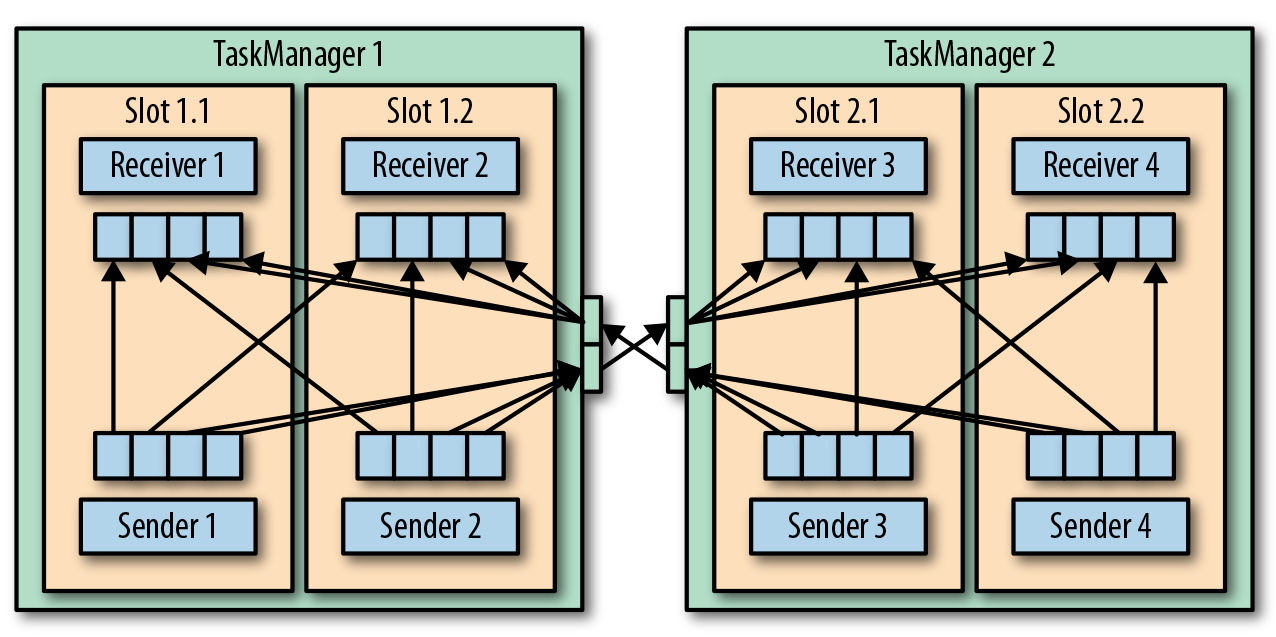 TaskManager 1
Slot 1.1
Receiver 1
Sender 1
Slot 1.2
Receiver 2
Sender 2
TaskManager 2
Slot 2.1
Receiver 3
Sender 3
Slot 2.2
Receiver 4
Sender 4